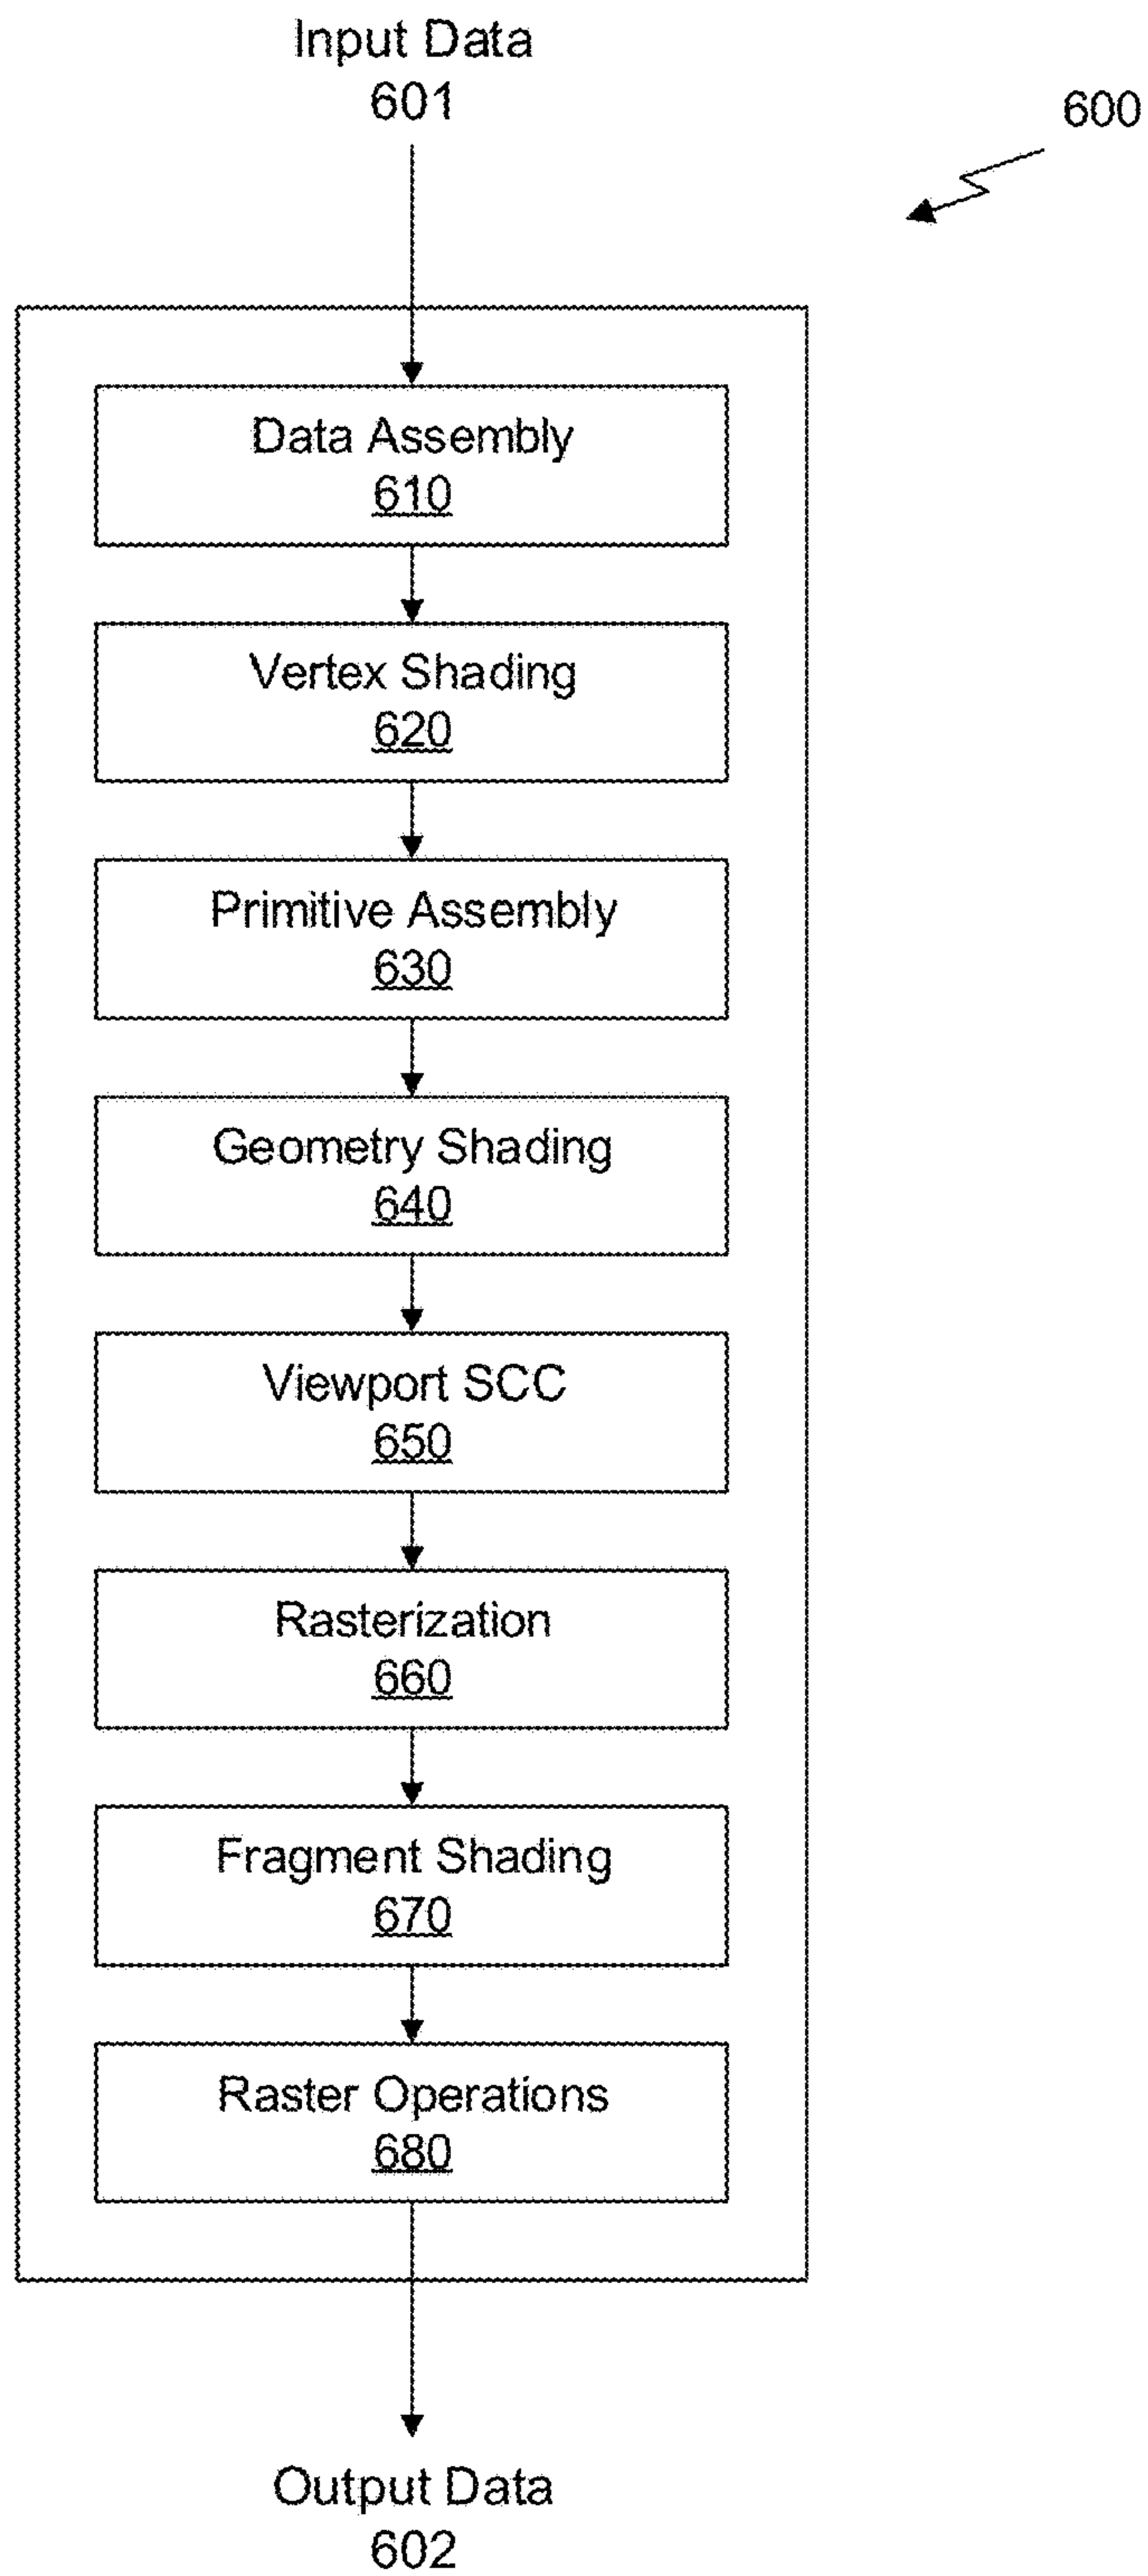 Input Data
601
600
Data Assembly
610
Vertex Shading
620
Primitive Assembly
630
Geometry Shading
640
Viewport SCC
650
Rasterization
660
Fragment Shading
670
Raster Operations
680
Output Data
602